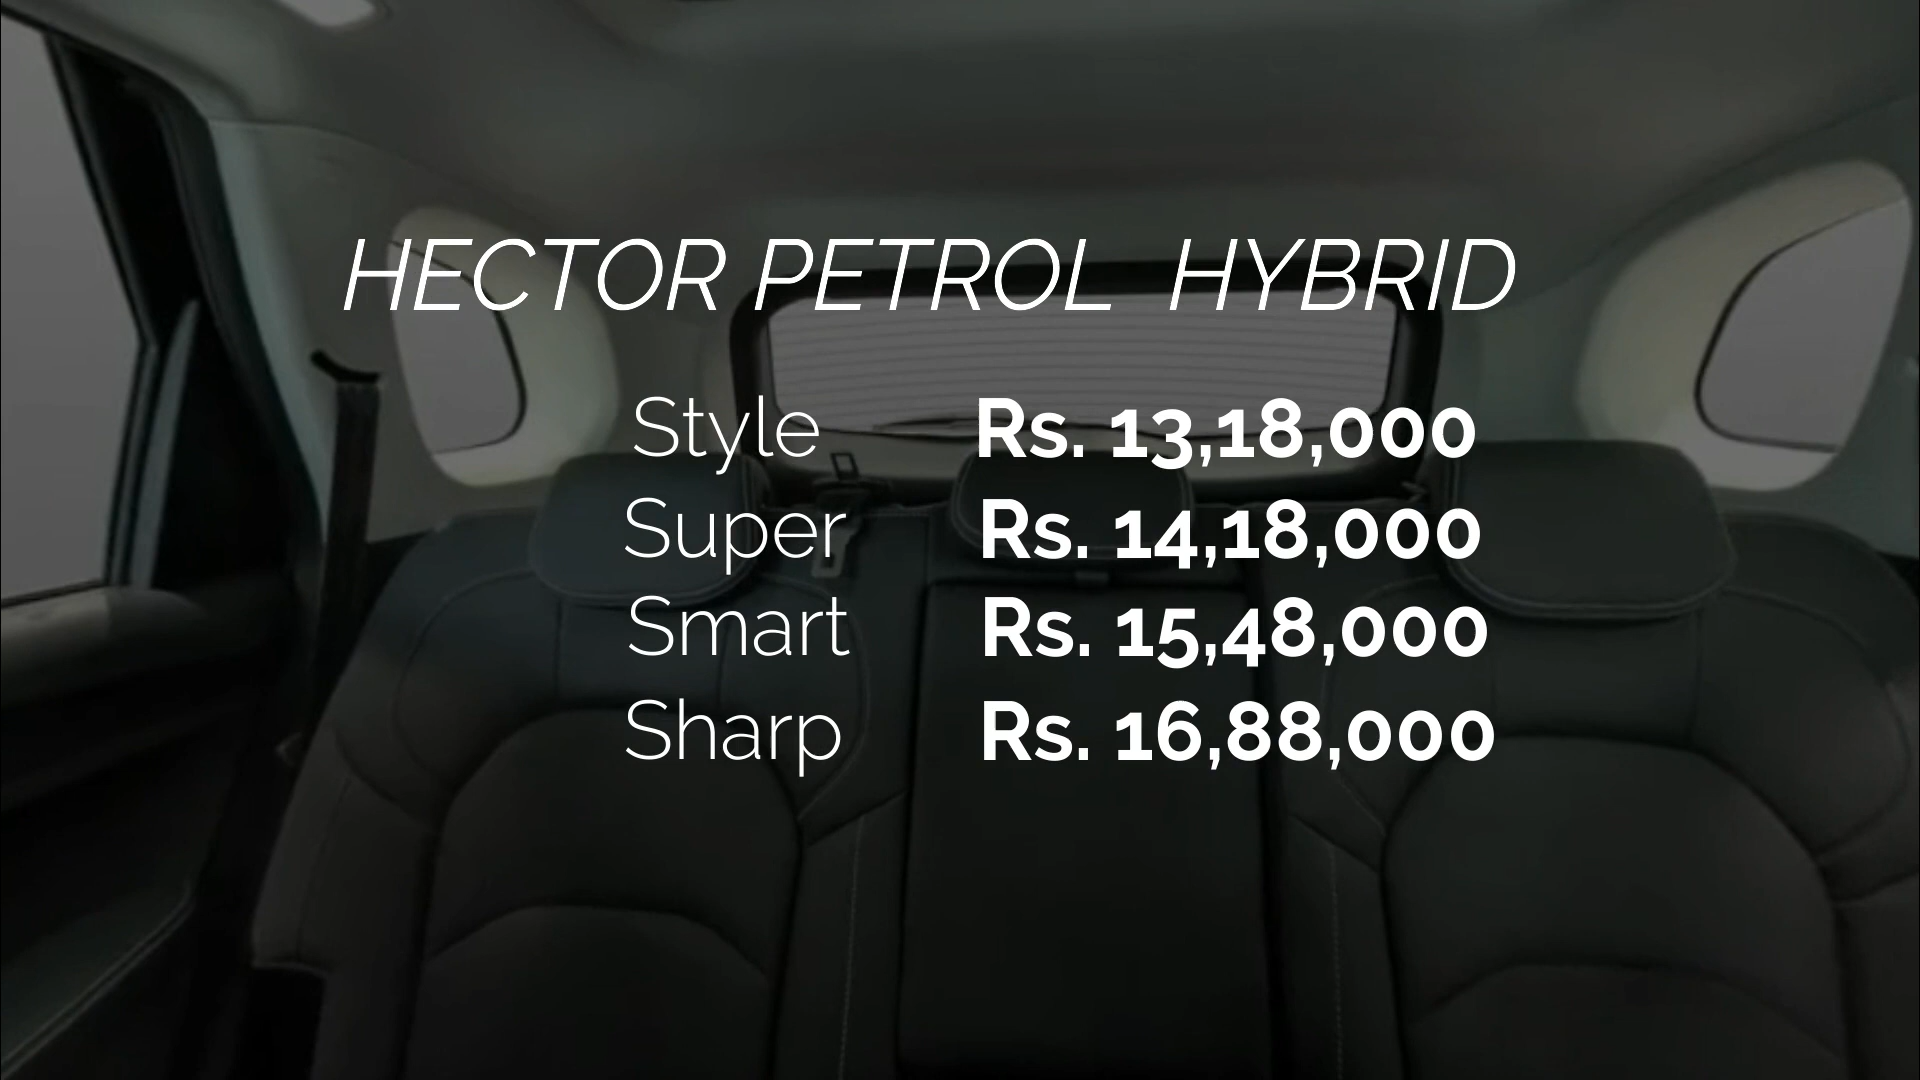 HECTOR PETROL HYBRID
Style Rs. 13,18,000
Super Rs. 14,18,000
Smart Rs. 15,48,000
Sharp Rs. 16,88,000